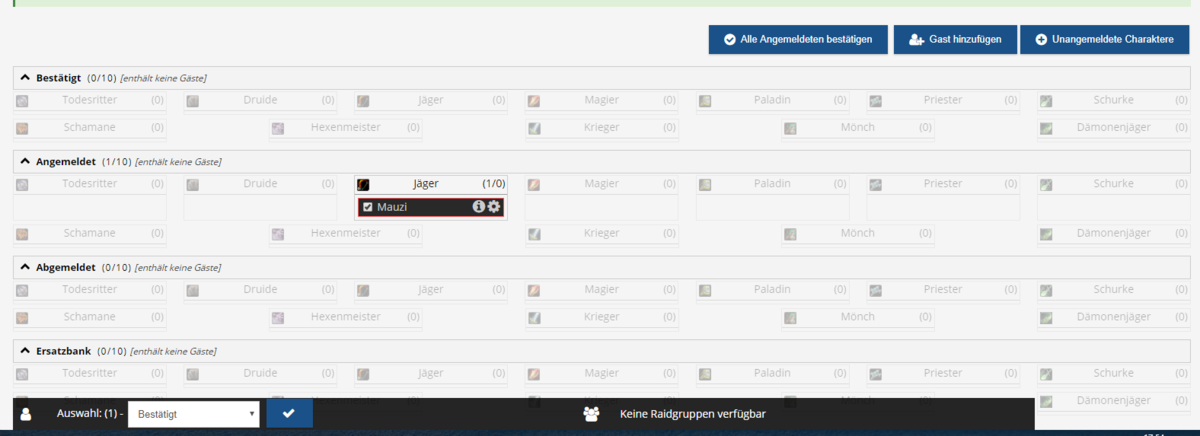 Alle Angemeldeten bestätigen Gast hinzufügen Unangemeldete Charaktere
Bestätigt (0/10) [enthält keine Gäste]
Todesritter (0) Druide (0) Jäger (0) Magier (0) Paladin (0) Priester (0) Schurke (0)
Schamane (0) Hexenmeister (0) Krieger (0) Mönch (0) Dämonenjäger (0)
Angemeldet (1/10) [enthält keine Gäste]
Todesritter (0) Druide (0) Jäger (1/0) Magier (0) Paladin (0) Priester (0) Schurke (0)
Mauzi
Schamane (0) Hexenmeister (0) Krieger (0) Mönch (0) Dämonenjäger (0)
Abgemeldet (0/10) [enthält keine Gäste]
Todesritter (0) Druide (0) Jäger (0) Magier (0) Paladin (0) Priester (0) Schurke (0)
Schamane (0) Hexenmeister (0) Krieger (0) Mönch (0) Dämonenjäger (0)
Ersatzbank (0/10) [enthält keine Gäste]
Todesritter (0) Druide (0) Jäger (0) Magier (0) Paladin (0) Priester (0) Schurke (0)
Dämonenjäger (0)
Auswahl: (1) - Bestätigt Keine Raidgruppen verfügbar